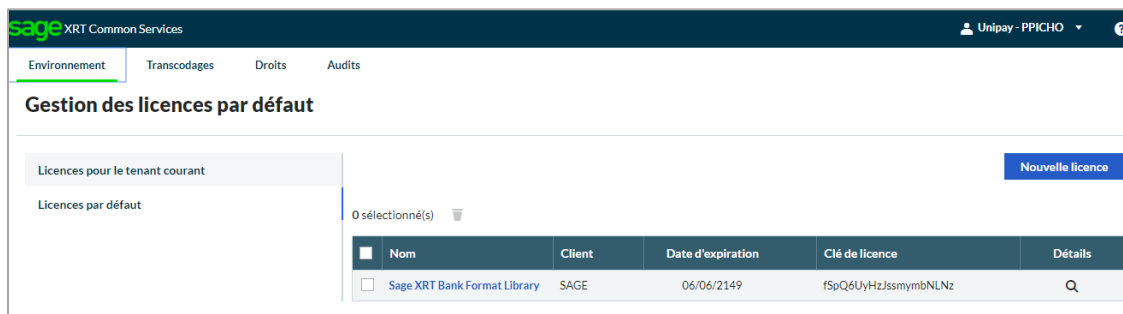 sage XRT Common Services
Unipay - PPICHO
?
Environnement Transcodages Droits Audits
Gestion des licences par défaut
Licences pour le tenant courant
Nouvelle licence
Licences par défaut
0 sélectionné(s)
Nom Client Date d'expiration Clé de licence Détails
Sage XRT Bank Format Library SAGE 06/06/2149 fSpQ6UyHzJssmymbNLNz